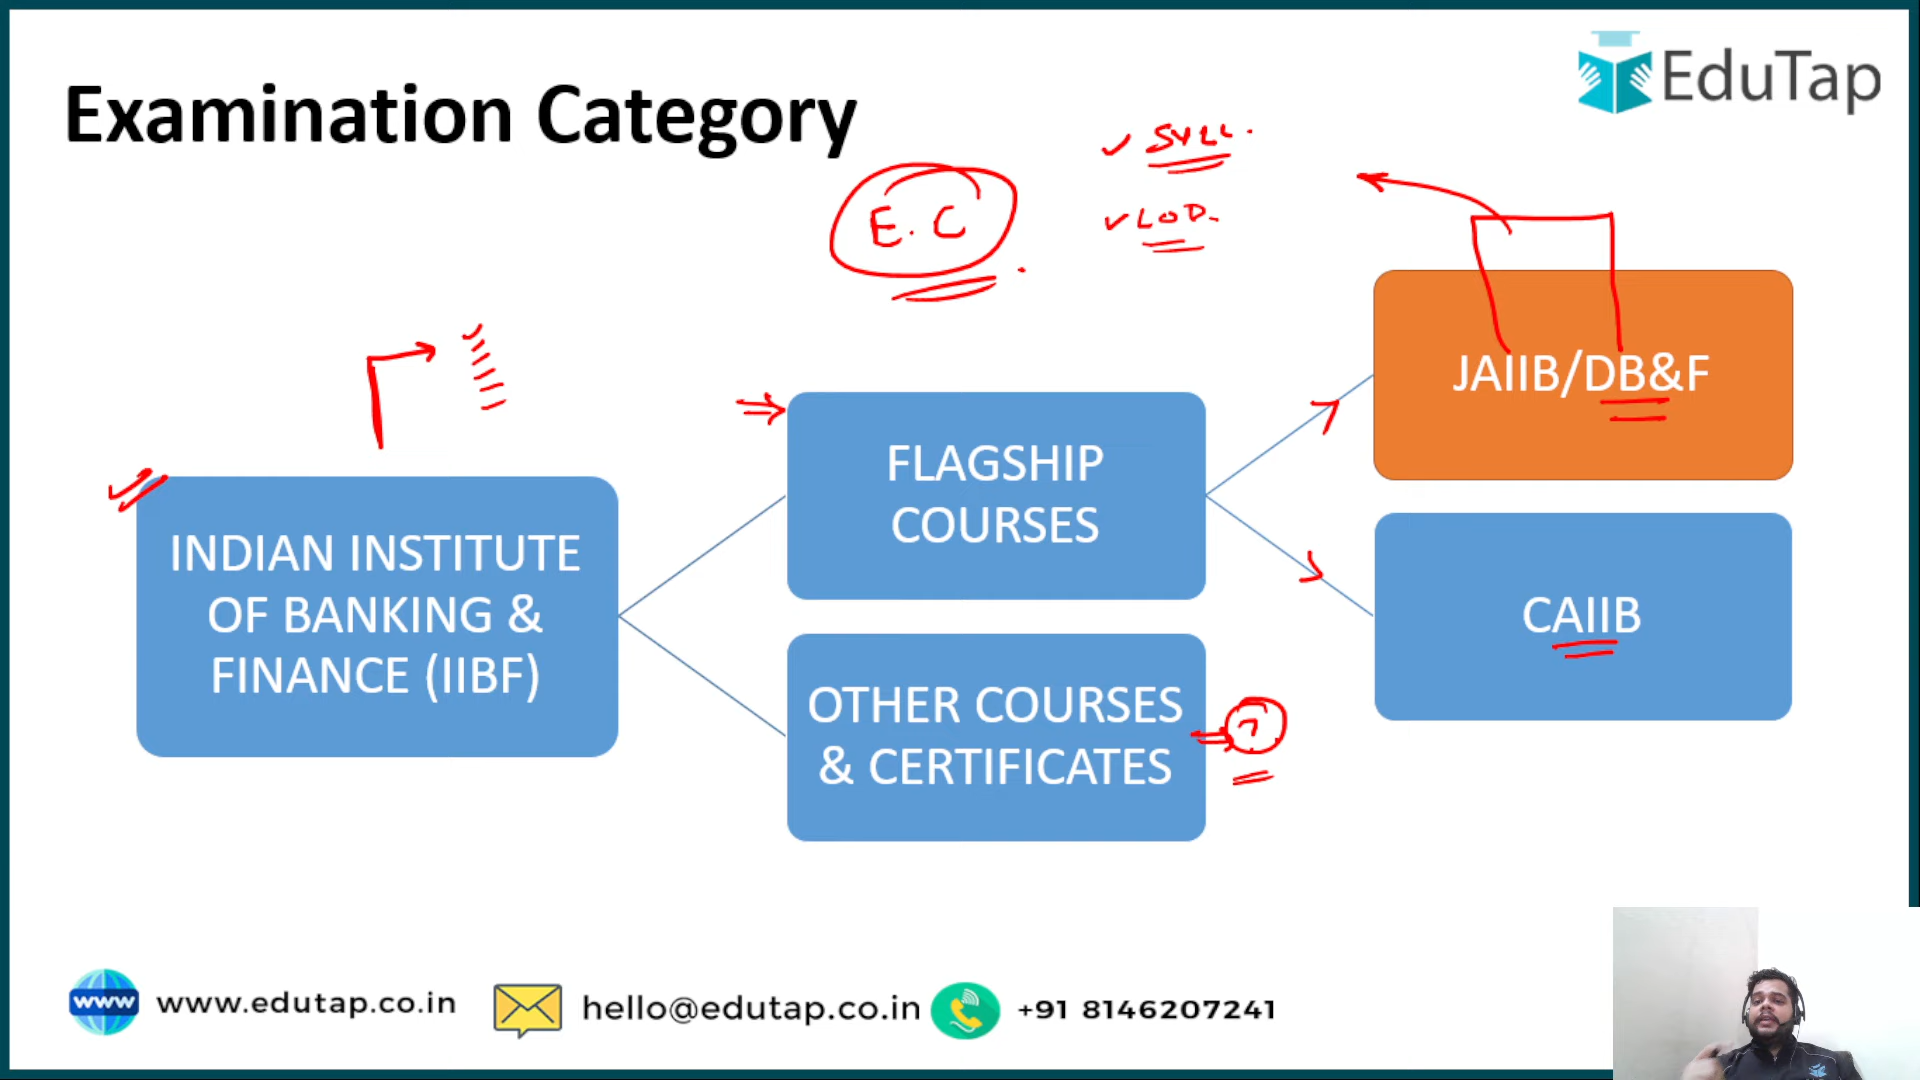 Examination Category
EduTap
✓ SYLL.
E. C
✓ LOD.
JAIIB/DB&F
FLAGSHIP
COURSES
INDIAN INSTITUTE
OF BANKING &
FINANCE (IIBF)
CAIIB
OTHER COURSES
& CERTIFICATES
www
www.edutap.co.in
hello@edutap.co.in
+91 8146207241